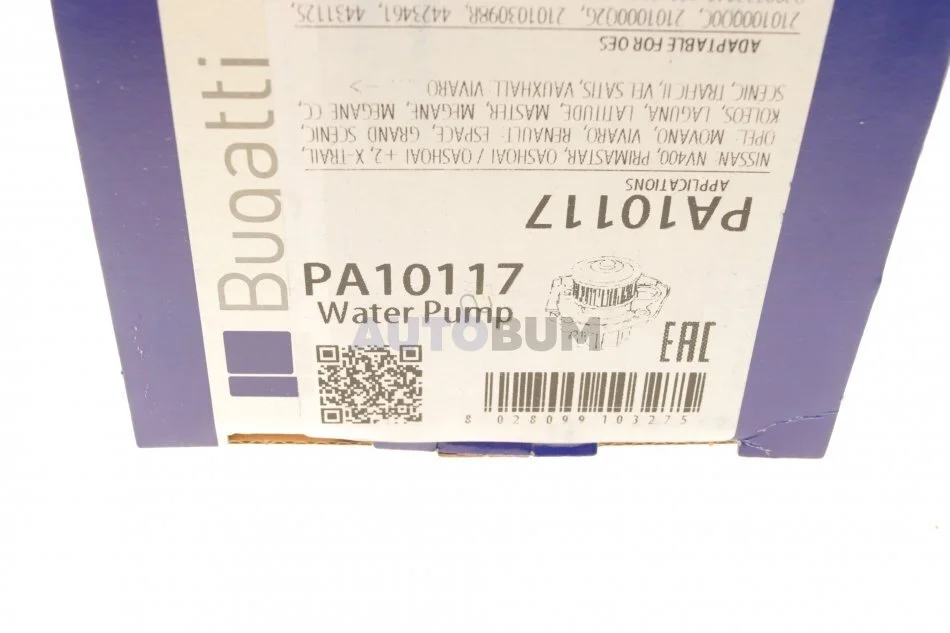 Bugatti
PA10117
APPLICATIONS
NISSAN: NV400, PRIMASTAR, QASHQAI / QASHQAI +2, X-TRAIL,
OPEL: MOVANO, VIVARO, RENAULT: ESPACE, GRAND SCENIC,
KOLEOS, LAGUNA, LATITUDE, MASTER, MEGANE, MEGANE CC,
SCENIC, TRAFIC II, VEL SATIS, VAUXHALL: VIVARO
ADAPTABLE FOR OES
210100000C, 210100002G, 210103098R, 4423461, 4431125,
PA10117
Water Pump
AUTOBUM
EAC
8 028099 103275